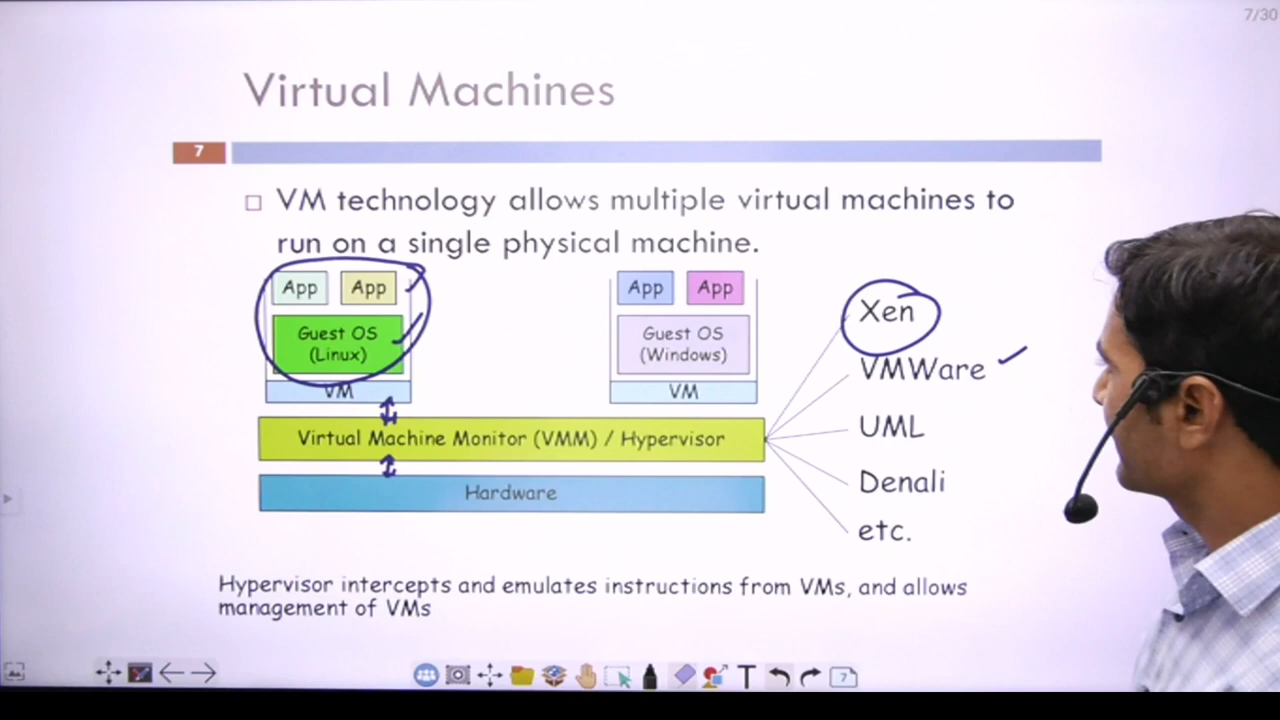 7/30
Virtual Machines
7
VM technology allows multiple virtual machines to
run on a single physical machine.
App App
Guest OS
(Linux)
VM
App App
Guest OS
(Windows)
VM
Virtual Machine Monitor (VMM) / Hypervisor
Hardware
Xen
VMWare
UML
Denali
etc.
Hypervisor intercepts and emulates instructions from VMs, and allows
management of VMs
T
7